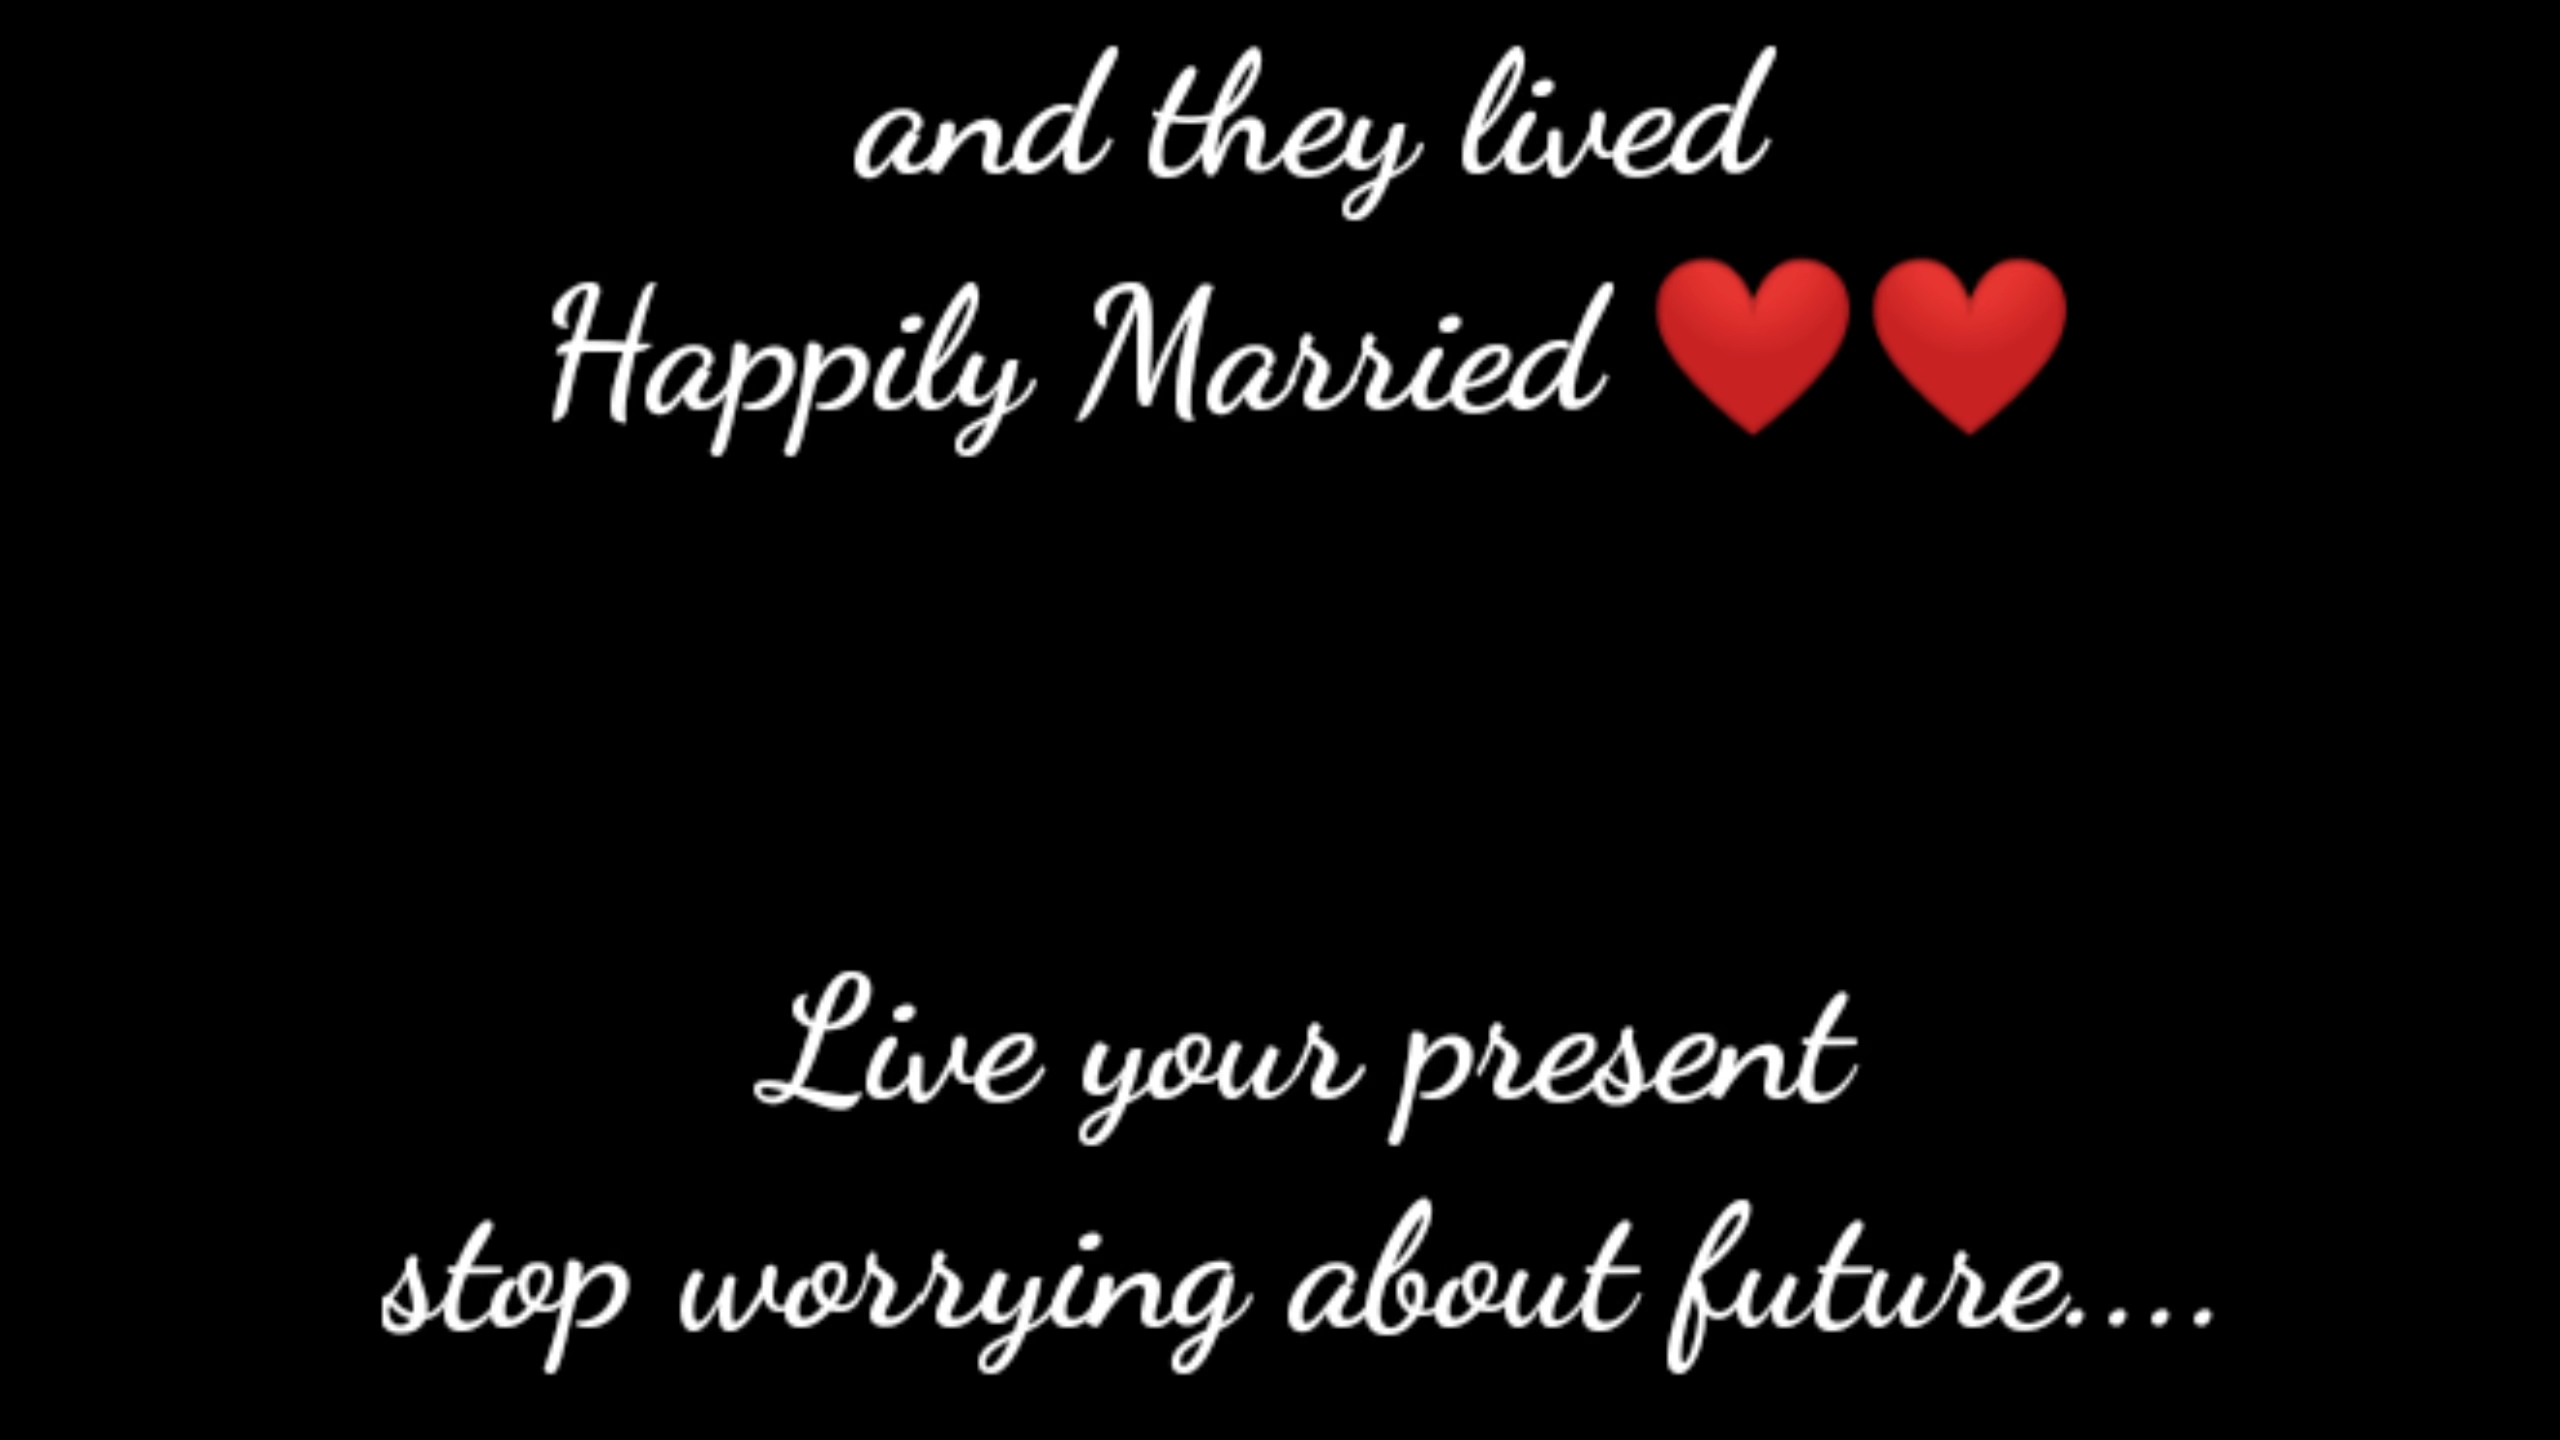 and they lived
Happily Married ❤️❤️
Live your present
stop worrying about future....